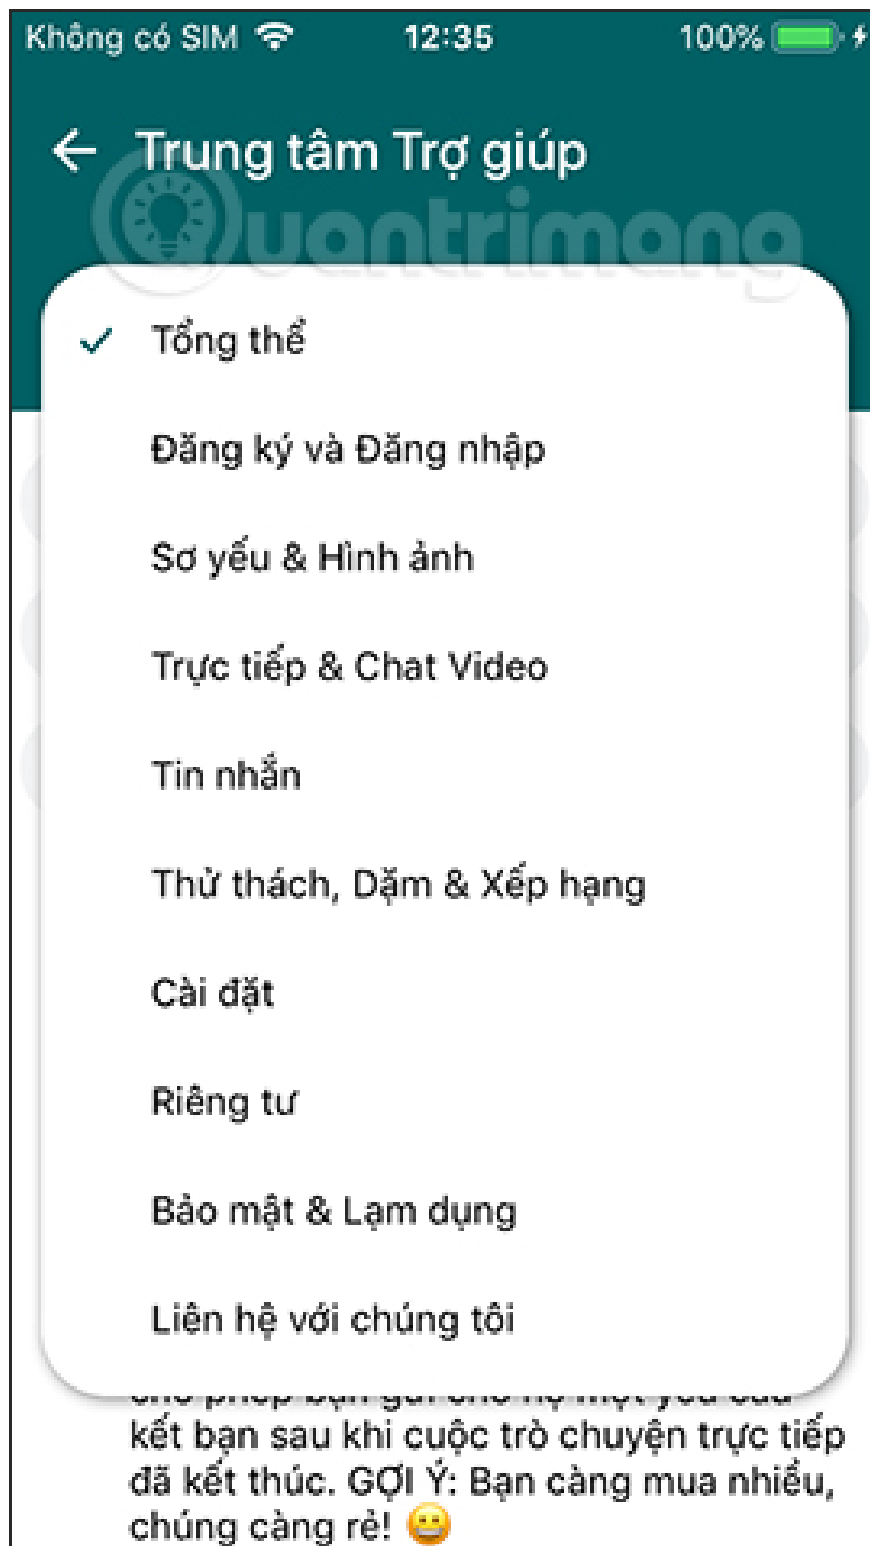 Không có SIM 12:35 100%
Trung tâm Trợ giúp
Quantrimang
Tổng thể
Đăng ký và Đăng nhập
Sơ yếu & Hình ảnh
Trực tiếp & Chat Video
Tin nhắn
Thử thách, Dặm & Xếp hạng
Cài đặt
Riêng tư
Bảo mật & Lạm dụng
Liên hệ với chúng tôi
kết bạn sau khi cuộc trò chuyện trực tiếp
đã kết thúc. GỢI Ý: Bạn càng mua nhiều,
chúng càng rẻ! 😀